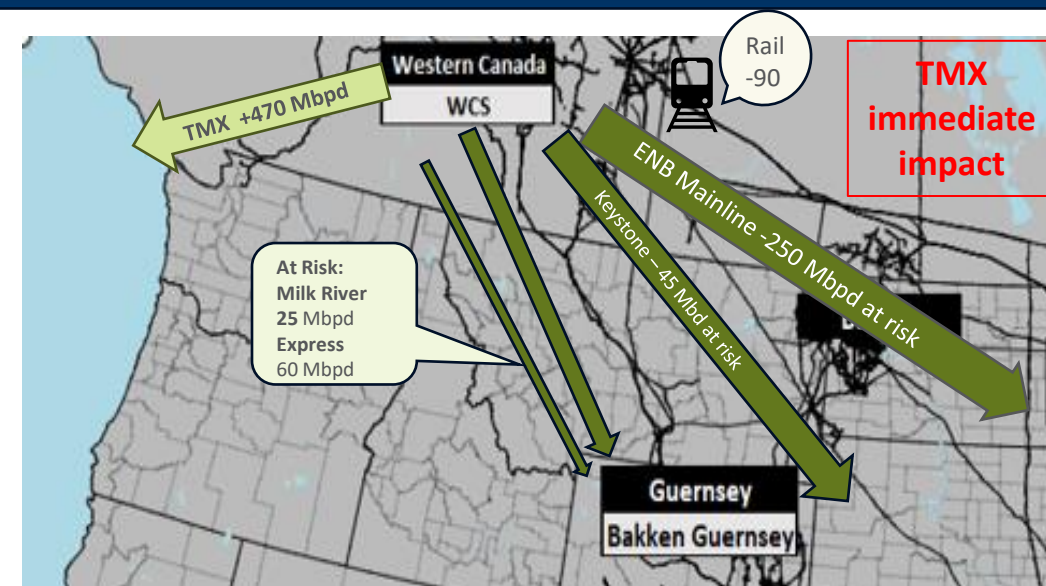 Western Canada
WCS
TMX +470 Mbpd
Rail
-90
TMX
immediate
impact
ENB Mainline -250 Mbpd at risk
Keystone – 45 Mbd at risk
At Risk:
Milk River
25 Mbpd
Express
60 Mbpd
Guernsey
Bakken Guernsey